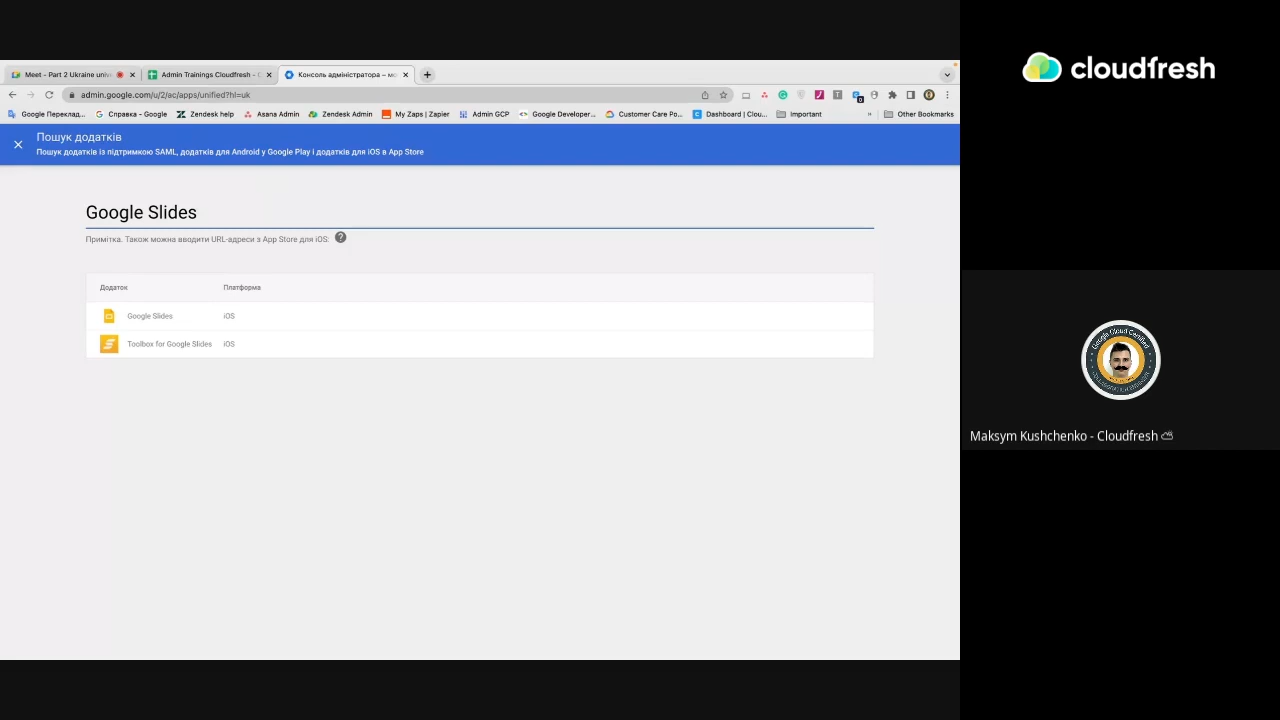 Meet - Part 2 Ukraine univ
Admin Trainings Cloudfresh - G
Консоль адміністратора – мо
admin.google.com/u/2/ac/apps/unified?hl=uk
Google Переклад...
Справка - Google
Zendesk help
Asana Admin
Zendesk Admin
My Zaps | Zapier
Admin GCP
Google Developer...
Customer Care Po...
Dashboard | Clou...
Important
»
Other Bookmarks
Пошук додатків
Пошук додатків із підтримкою SAML, додатків для Android у Google Play і додатків для iOS в App Store
Google Slides
Примітка. Також можна вводити URL-адреси з App Store для iOS: ?
Додаток Платформа
Google Slides iOS
Toolbox for Google Slides iOS
cloudfresh
Google Cloud Certified
Maksym Kushchenko - Cloudfresh